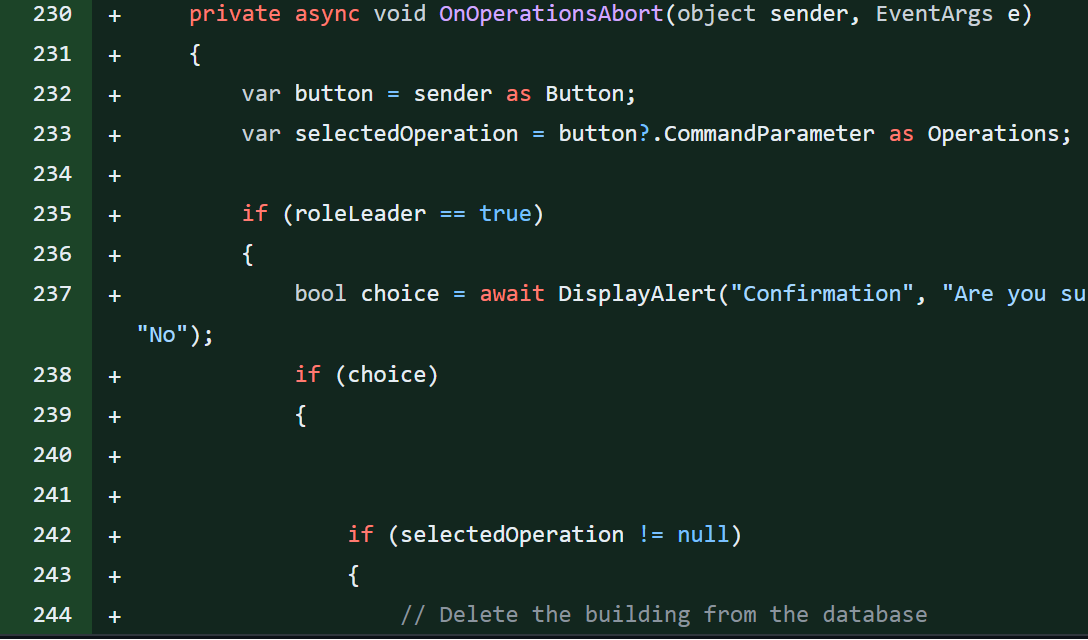 230 + private async void OnOperationsAbort(object sender, EventArgs e)
231 + {
232 + var button = sender as Button;
233 + var selectedOperation = button?.CommandParameter as Operations;
234 +
235 + if (roleLeader == true)
236 + {
237 + bool choice = await DisplayAlert("Confirmation", "Are you su
"No");
238 + if (choice)
239 + {
240 +
241 +
242 + if (selectedOperation != null)
243 + {
244 + // Delete the building from the database